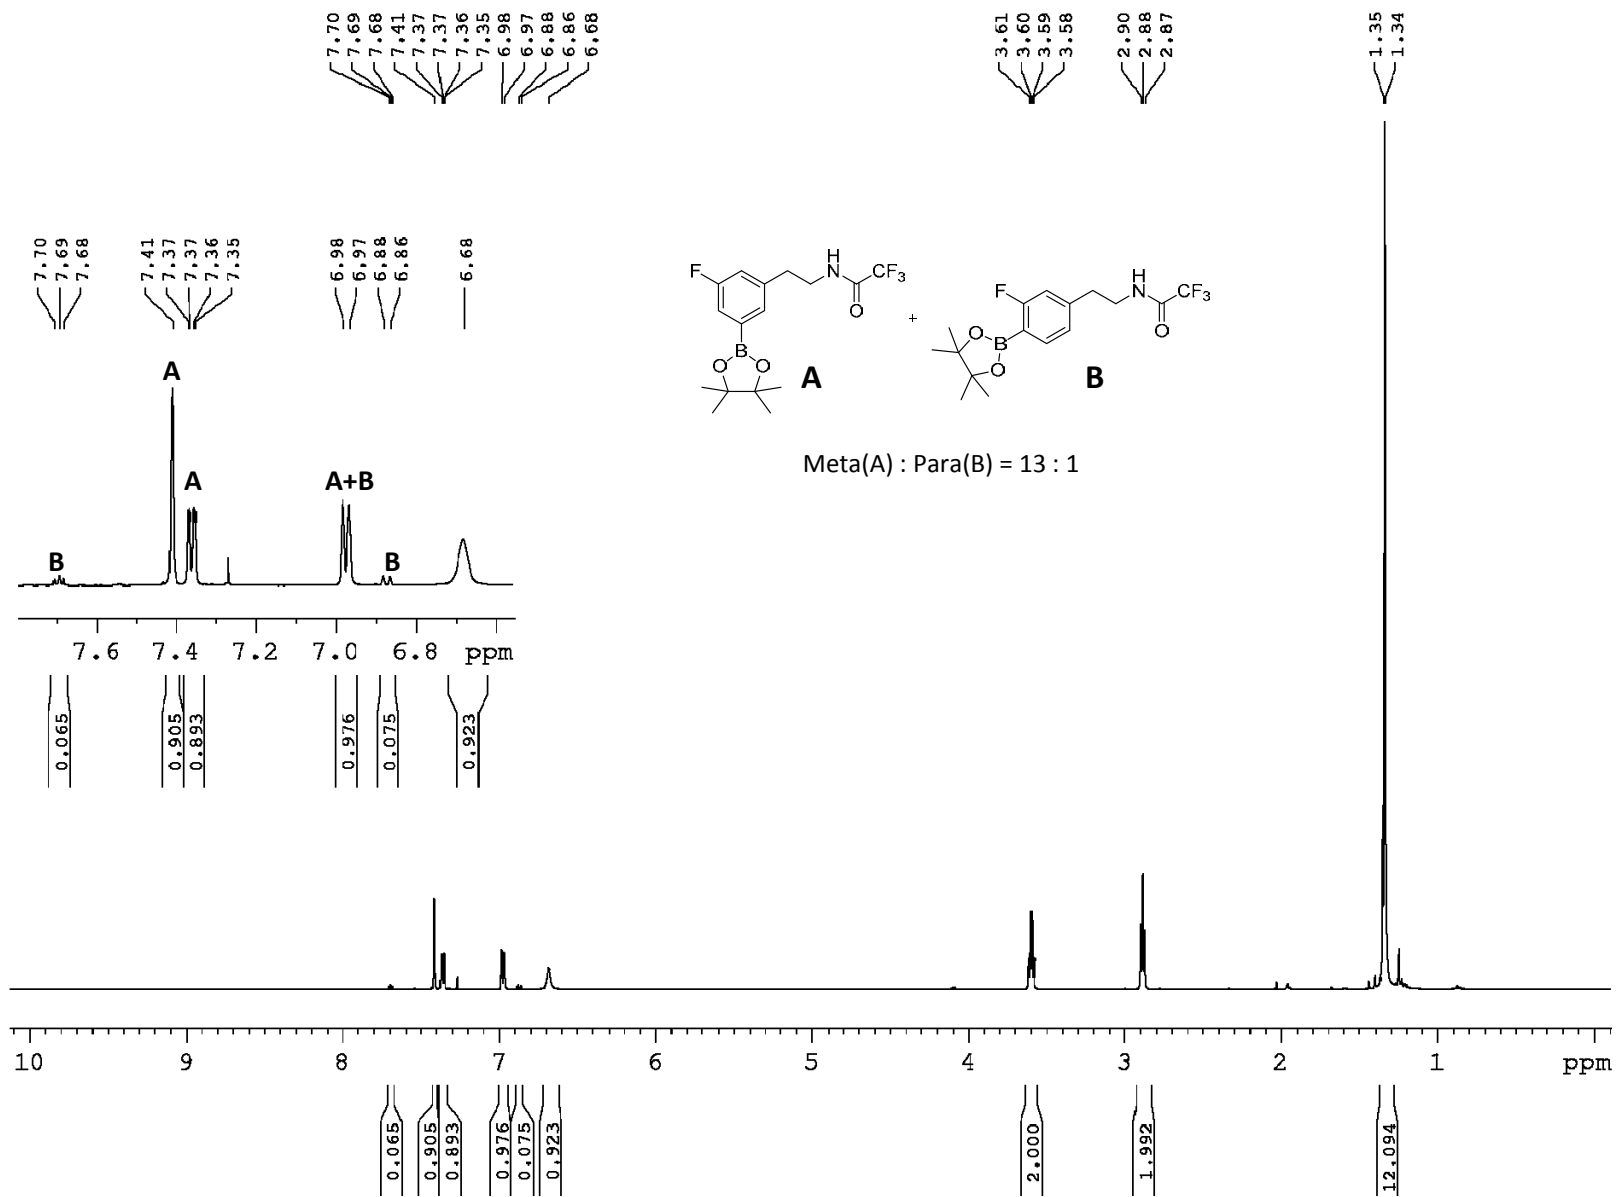 7.70
7.69
7.68
7.41
7.37
7.37
7.36
7.35
6.98
6.97
6.88
6.86
6.68
3.61
3.60
3.59
3.58
2.90
2.88
2.87
1.35
1.34
7.70
7.69
7.68
7.41
7.37
7.37
7.36
7.35
6.98
6.97
6.88
6.86
6.68
F
H
N
CF3
O
B
O
O
A
+
F
H
N
CF3
O
O
B
O
B
Meta(A) : Para(B) = 13 : 1
A
A
A+B
B
B
7.6 7.4 7.2 7.0 6.8 ppm
0.065
0.905
0.893
0.976
0.075
0.923
10 9 8 7 6 5 4 3 2 1 ppm
0.065
0.905
0.893
0.976
0.075
0.923
2.000
1.992
12.094